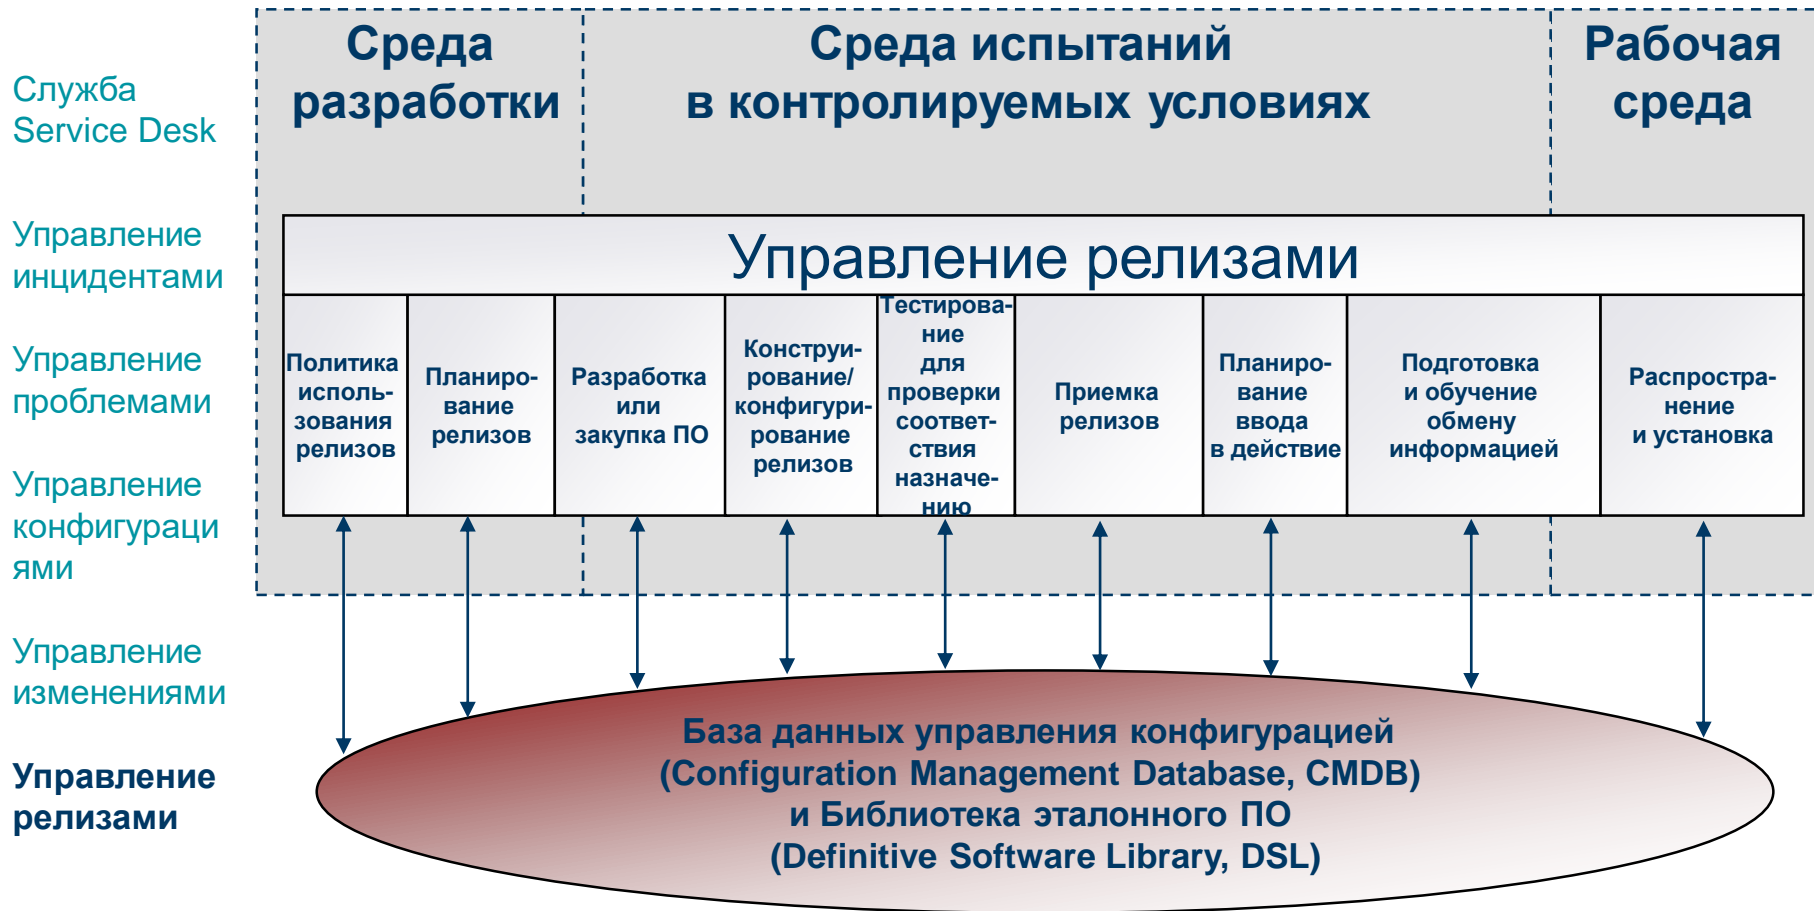 Служба
Service Desk
Управление
инцидентами
Управление
проблемами
Управление
конфигураци
ями
Управление
изменениями
Управление
релизами
Среда
разработки
Среда испытаний
в контролируемых условиях
Рабочая
среда
Управление релизами
Политика
исполь-
зования
релизов
Планиро-
вание
релизов
Разработка
или
закупка ПО
Конструи-
рование/
конфигури-
рование
релизов
Тестирова-
ние
для
проверки
соответ-
ствия
назначе-
нию
Приемка
релизов
Планиро-
вание
ввода
в действие
Подготовка
и обучение
обмену
информацией
Распростра-
нение
и установка
База данных управления конфигурацией
(Configuration Management Database, CMDB)
и Библиотека эталонного ПО
(Definitive Software Library, DSL)